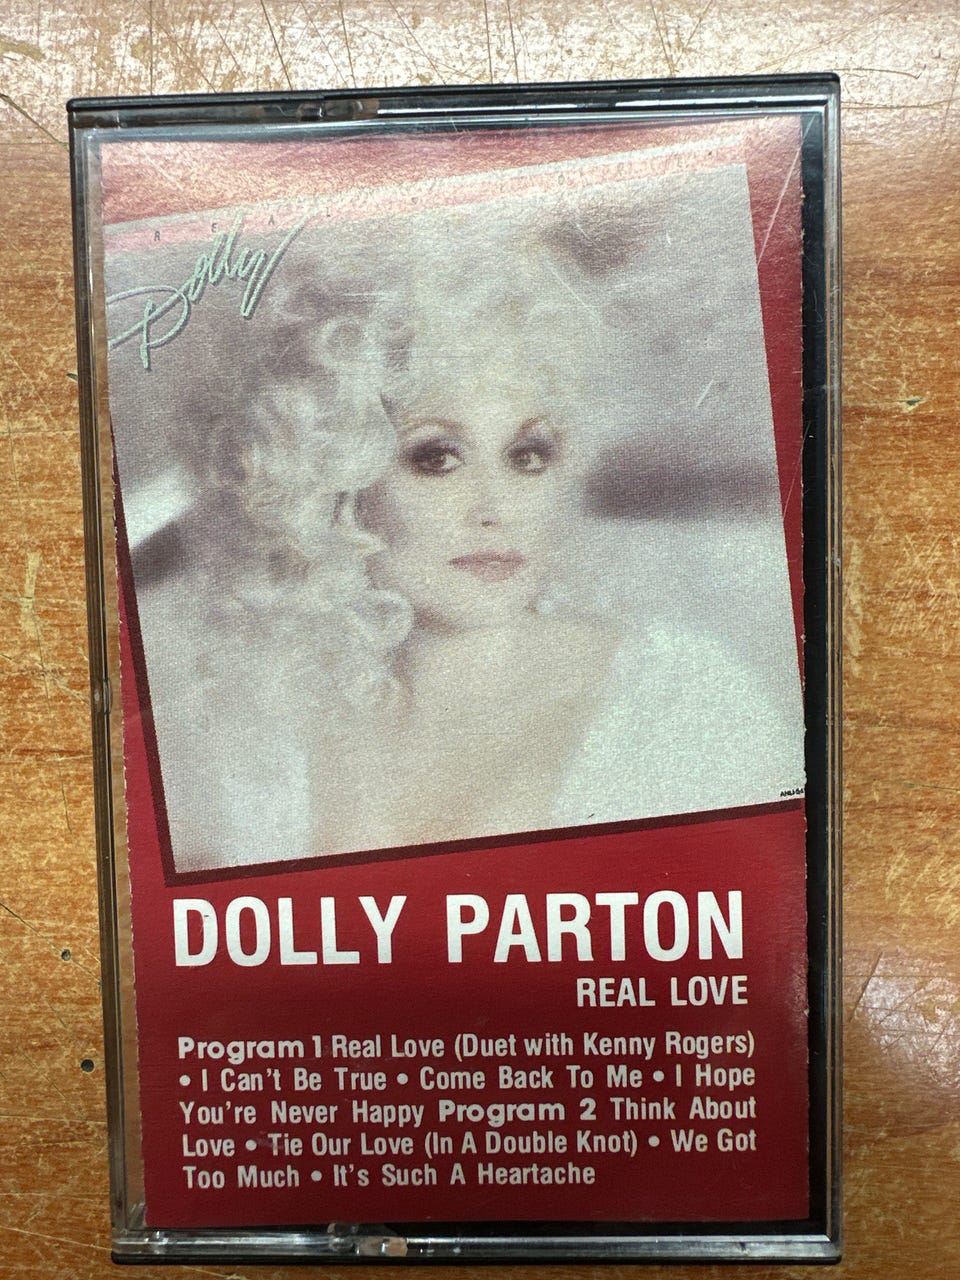 REAL LOVE
Dolly
DOLLY PARTON
REAL LOVE
Program 1 Real Love (Duet with Kenny Rogers)
• I Can't Be True • Come Back To Me • I Hope
You're Never Happy Program 2 Think About
Love • Tie Our Love (In A Double Knot) • We Got
Too Much • It's Such A Heartache